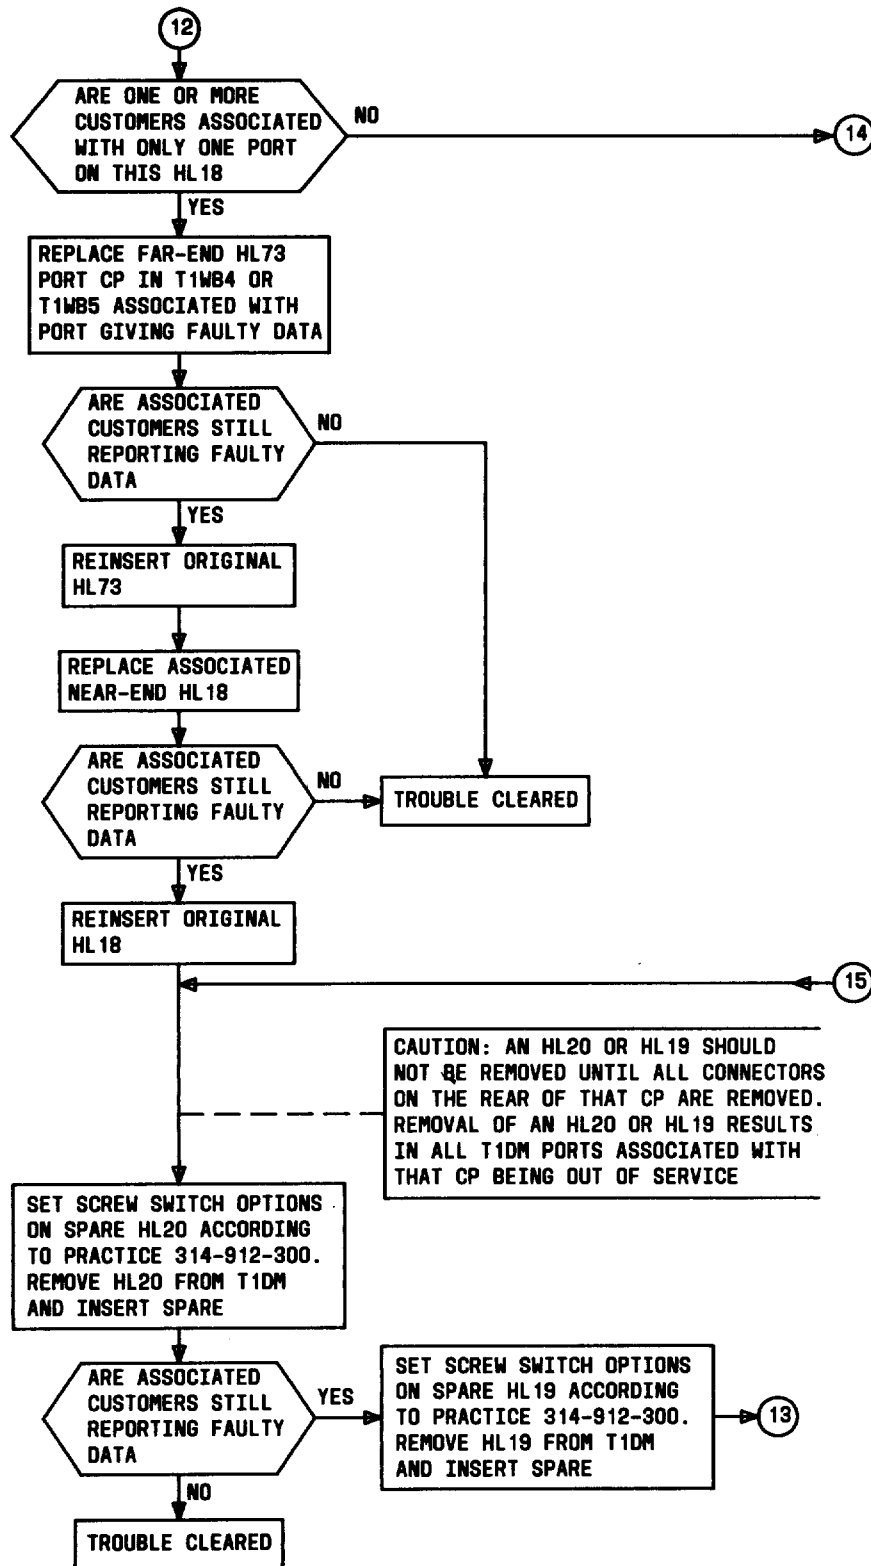 12
ARE ONE OR MORE
CUSTOMERS ASSOCIATED
WITH ONLY ONE PORT
ON THIS HL18
NO
14
YES
REPLACE FAR-END HL73
PORT CP IN T1WB4 OR
T1WB5 ASSOCIATED WITH
PORT GIVING FAULTY DATA
ARE ASSOCIATED
CUSTOMERS STILL
REPORTING FAULTY
DATA
NO
YES
REINSERT ORIGINAL
HL73
REPLACE ASSOCIATED
NEAR-END HL18
ARE ASSOCIATED
CUSTOMERS STILL
REPORTING FAULTY
DATA
NO
TROUBLE CLEARED
YES
REINSERT ORIGINAL
HL18
15
CAUTION: AN HL20 OR HL19 SHOULD
NOT BE REMOVED UNTIL ALL CONNECTORS
ON THE REAR OF THAT CP ARE REMOVED.
REMOVAL OF AN HL20 OR HL19 RESULTS
IN ALL T1DM PORTS ASSOCIATED WITH
THAT CP BEING OUT OF SERVICE
SET SCREW SWITCH OPTIONS
ON SPARE HL20 ACCORDING
TO PRACTICE 314-912-300.
REMOVE HL20 FROM T1DM
AND INSERT SPARE
ARE ASSOCIATED
CUSTOMERS STILL
REPORTING FAULTY
DATA
YES
SET SCREW SWITCH OPTIONS
ON SPARE HL19 ACCORDING
TO PRACTICE 314-912-300.
REMOVE HL19 FROM T1DM
AND INSERT SPARE
13
NO
TROUBLE CLEARED